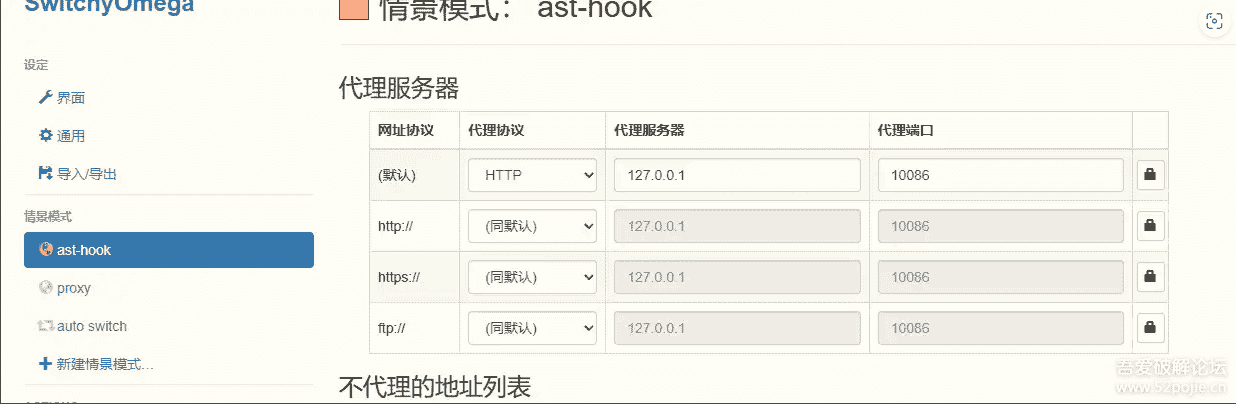 SwitchyOmega
设定
界面
通用
导入/导出
情景模式
ast-hook
proxy
auto switch
新建情景模式…
情景模式： ast-hook
代理服务器
网址协议 代理协议 代理服务器 代理端口
(默认) HTTP 127.0.0.1 10086
http:// (同默认) 127.0.0.1 10086
https:// (同默认) 127.0.0.1 10086
ftp:// (同默认) 127.0.0.1 10086
不代理的地址列表
吾爱破解论坛
www.52pojie.cn